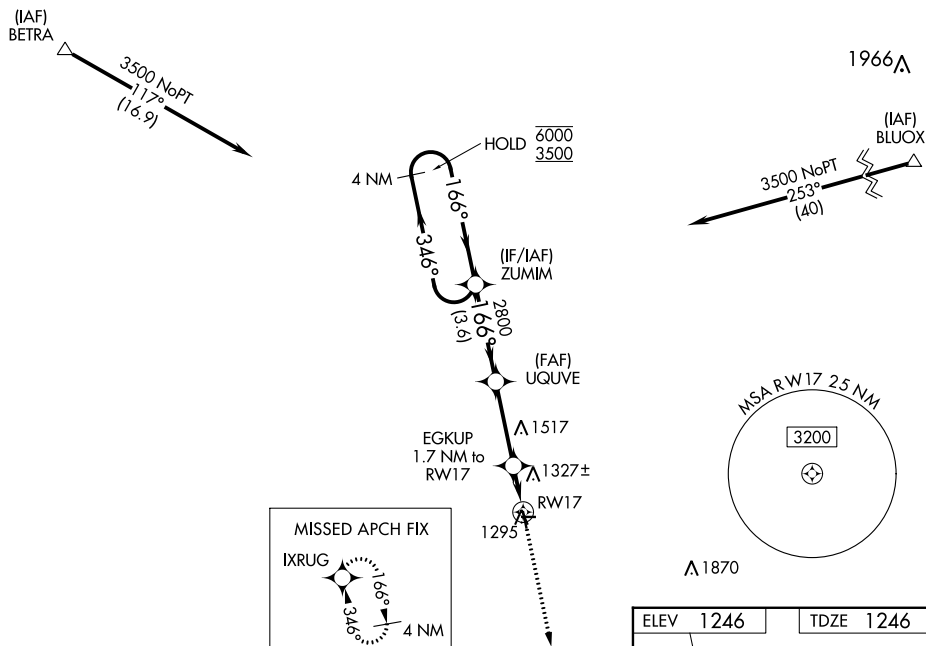 (IAF)
BETRA
3500 NoPT
117°
(16.9)
1966
(IAF)
BLUOX
3500 NoPT
253°
(40)
HOLD 6000
3500
4 NM
166°
346°
(IF/IAF)
ZUMIM
2800
166°
(3.6)
(FAF)
UQUVE
1517
EGKUP
1.7 NM to
RW17
1327±
RW17
1295
MSA RW17 25 NM
3200
1870
MISSED APCH FIX
IXRUG
166°
346°
4 NM
ELEV 1246
TDZE 1246